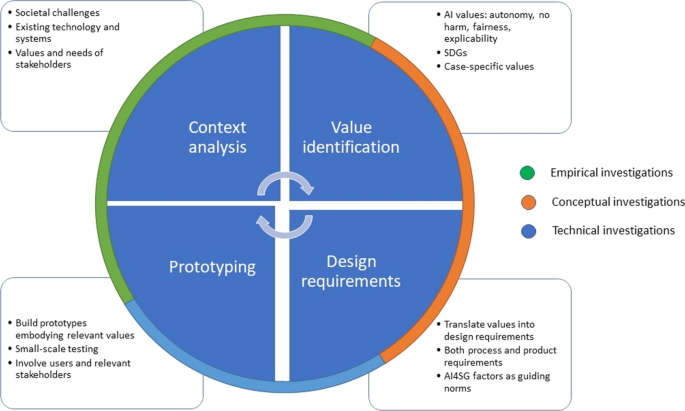 • Societal challenges
• Existing technology and
systems
• Values and needs of
stakeholders
• AI values: autonomy, no
harm, fairness,
explicability
• SDGs
• Case-specific values
Context
analysis
Value
identification
Prototyping
Design
requirements
Empirical investigations
Conceptual investigations
Technical investigations
• Build prototypes
embodying relevant values
• Small-scale testing
• Involve users and relevant
stakeholders
• Translate values into
design requirements
• Both process and product
requirements
• AI4SG factors as guiding
norms